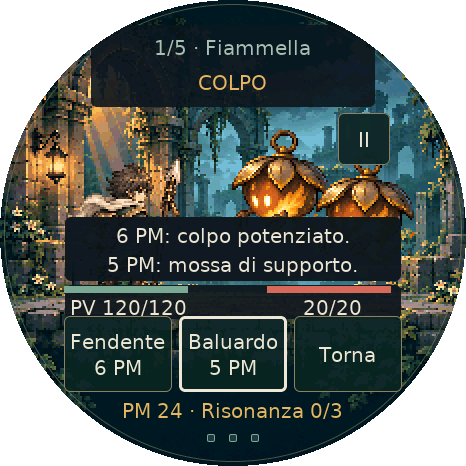 1/5 · Fiammella
COLPO
II
6 PM: colpo potenziato.
5 PM: mossa di supporto.
PV 120/120
20/20
Fendente
6 PM
Baluardo
5 PM
Torna
PM 24 · Risonanza 0/3